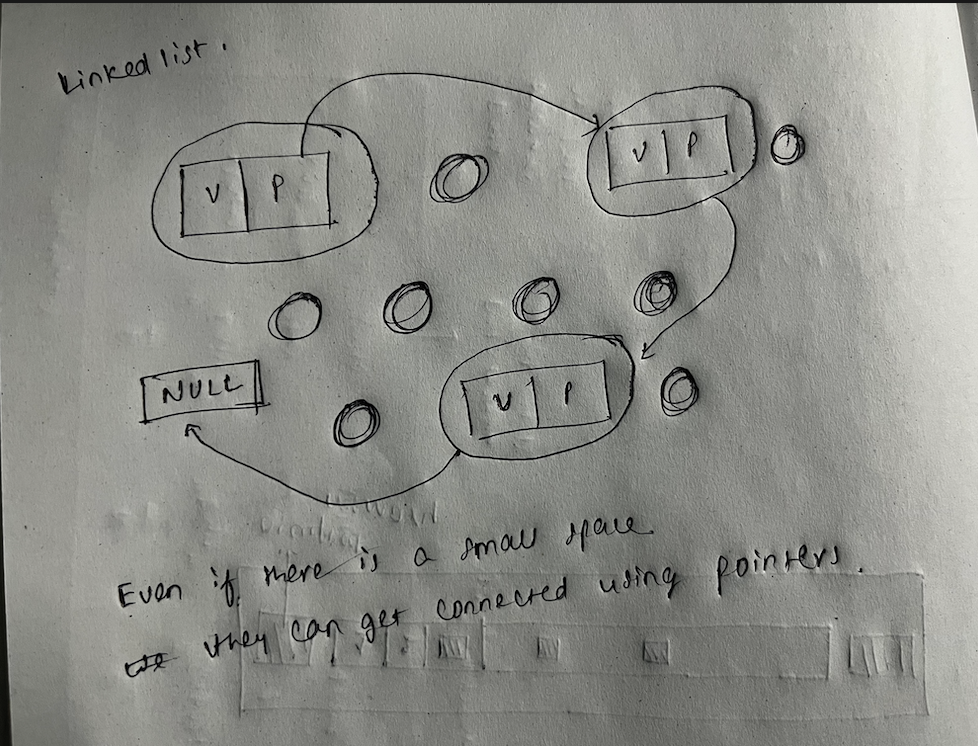 Linked list.
V P
V P
NULL
V P
Even if there is a small space
they can get connected using pointers.